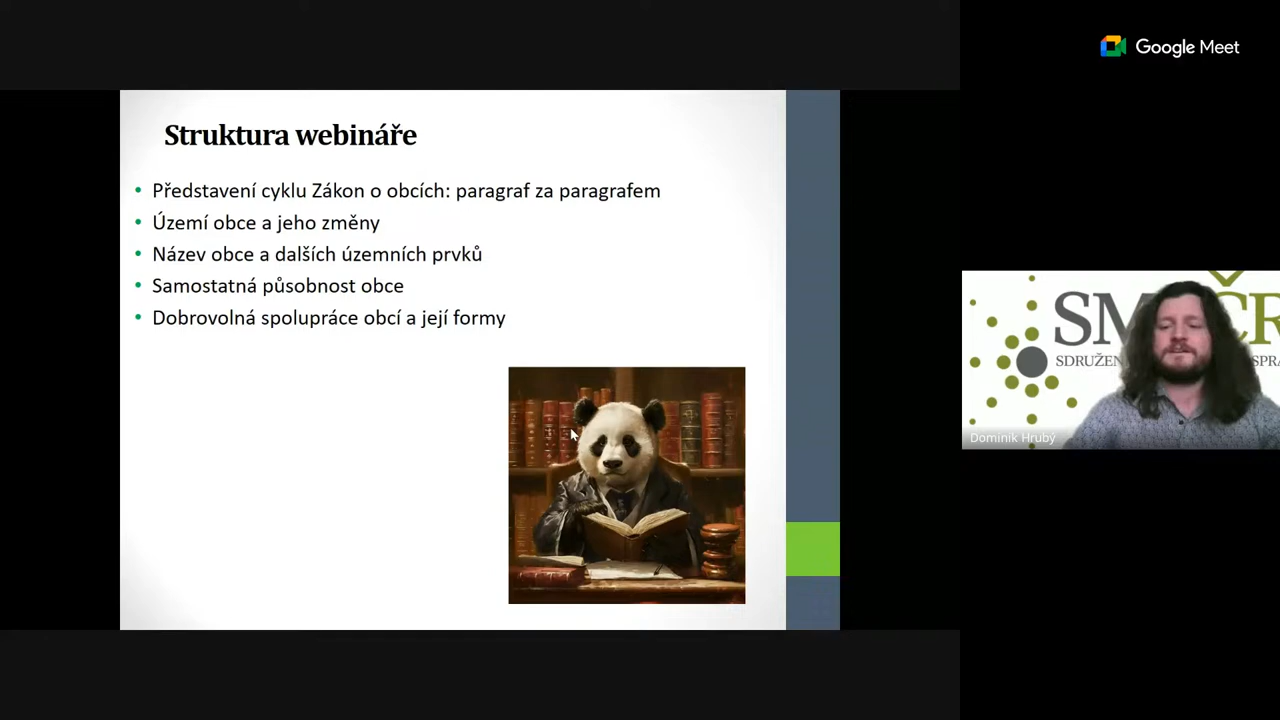 Google Meet
Struktura webináře
• Představení cyklu Zákon o obcích: paragraf za paragrafem
• Území obce a jeho změny
• Název obce a dalších územních prvků
• Samostatná působnost obce
• Dobrovolná spolupráce obcí a její formy
Dominik Hrubý